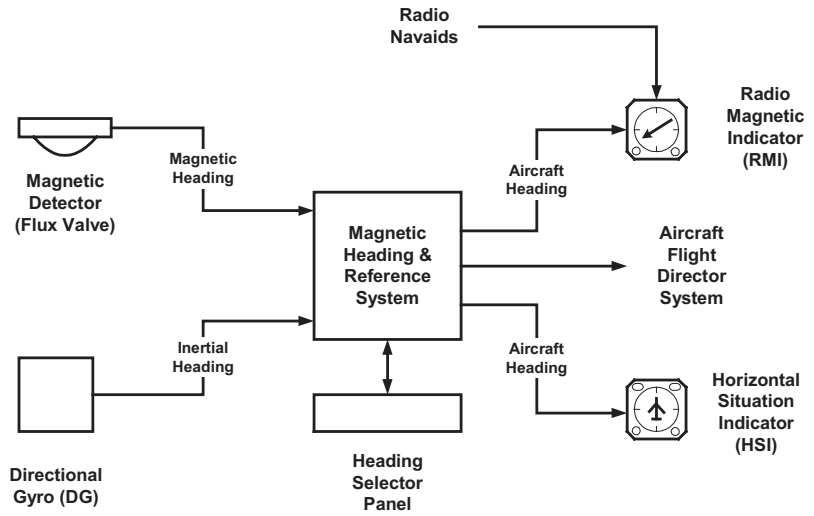 Radio
Navaids
Radio
Magnetic
Indicator
(RMI)
Magnetic
Heading
Aircraft
Heading
Magnetic
Detector
(Flux Valve)
Magnetic
Heading &
Reference
System
Aircraft
Flight
Director
System
Inertial
Heading
Aircraft
Heading
Horizontal
Situation
Indicator
(HSI)
Directional
Gyro (DG)
Heading
Selector
Panel